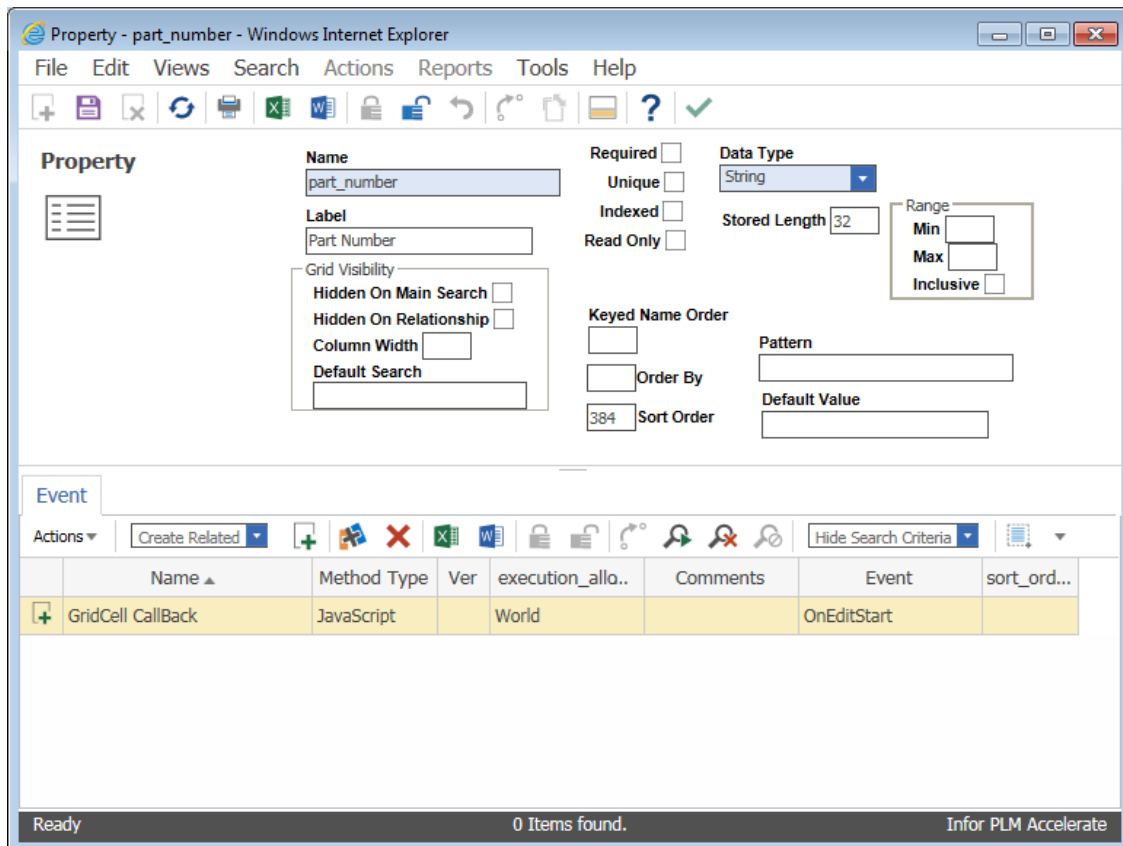 Property - part_number - Windows Internet Explorer
File Edit Views Search Actions Reports Tools Help
Property
Name
part_number
Label
Part Number
Grid Visibility
Hidden On Main Search
Hidden On Relationship
Column Width
Default Search
Required
Unique
Indexed
Read Only
Data Type
String
Stored Length 32
Range
Min
Max
Inclusive
Keyed Name Order
Order By
384 Sort Order
Pattern
Default Value
Event
Actions Create Related Hide Search Criteria
Name Method Type Ver execution_allo.. Comments Event sort_ord...
GridCell CallBack JavaScript World OnEditStart
Ready 0 Items found. Infor PLM Accelerate